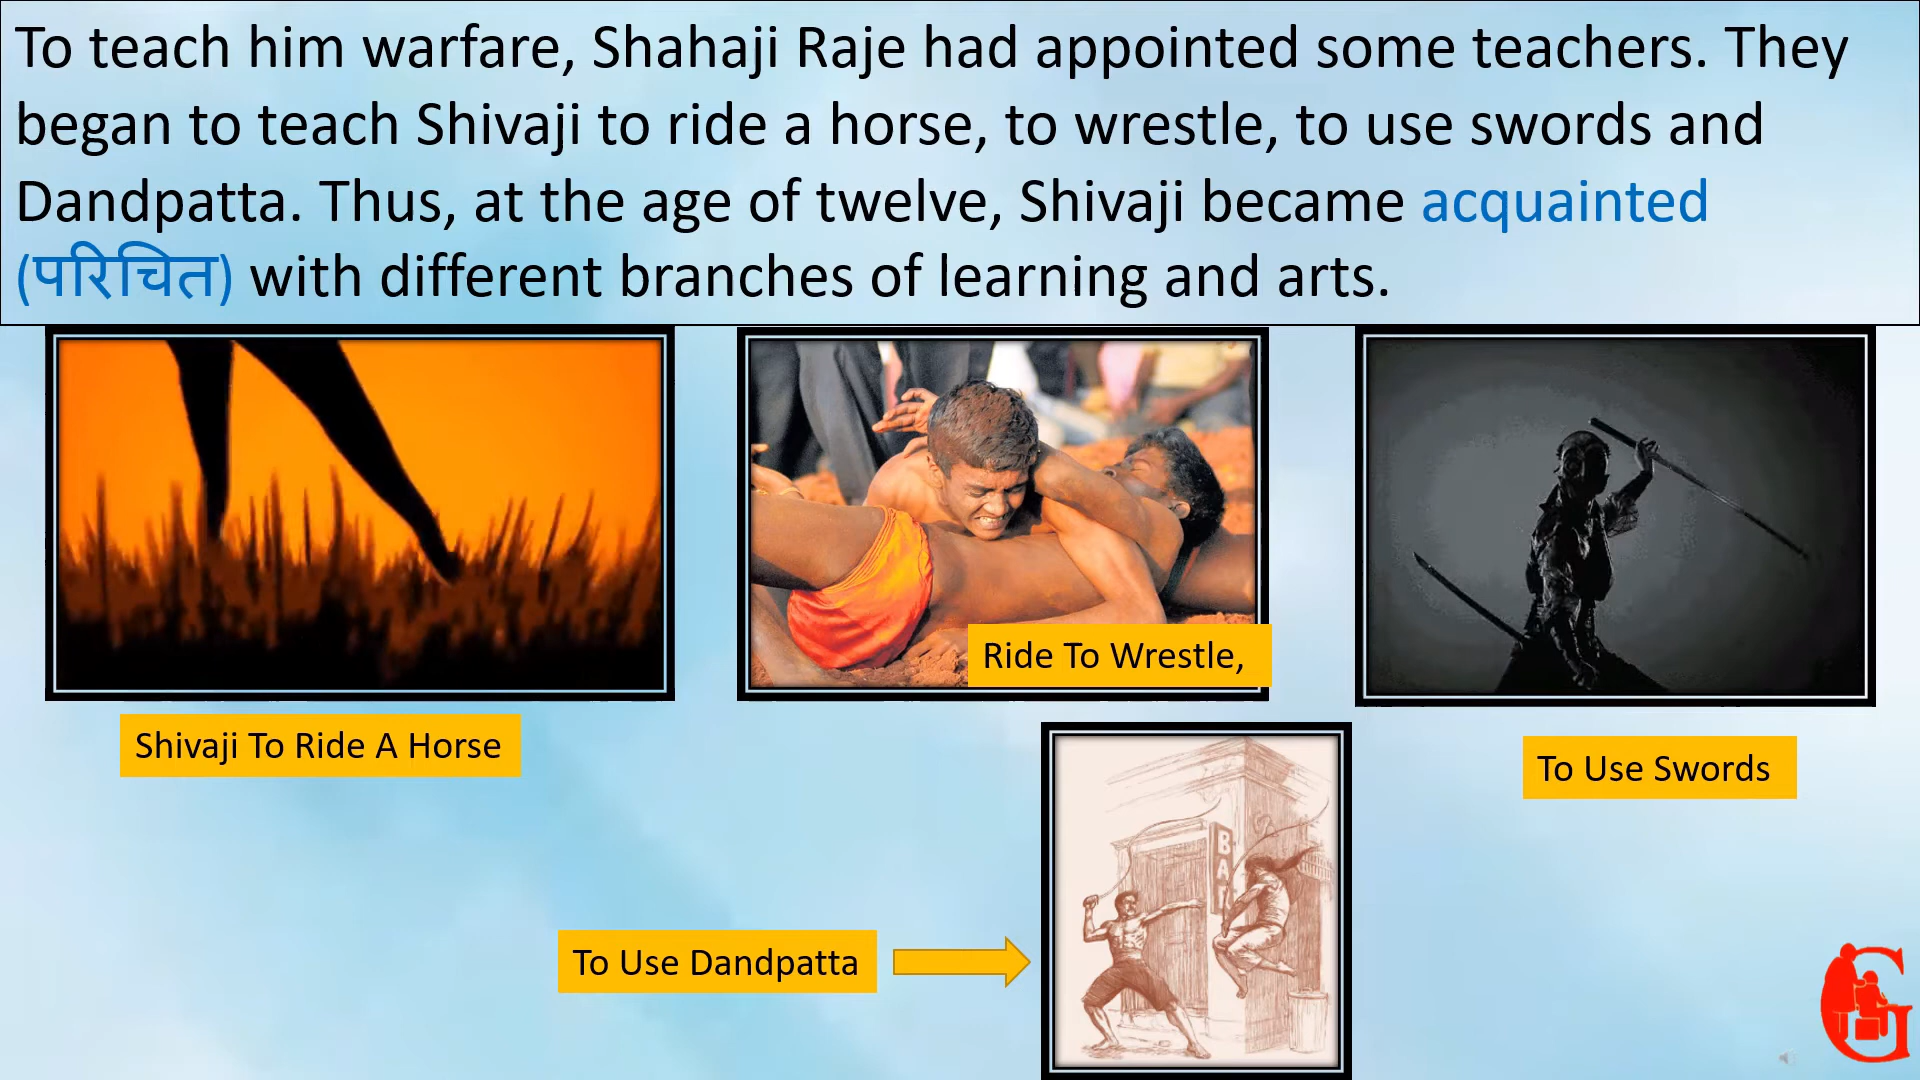 To teach him warfare, Shahaji Raje had appointed some teachers. They
began to teach Shivaji to ride a horse, to wrestle, to use swords and
Dandpatta. Thus, at the age of twelve, Shivaji became acquainted
(परिचित) with different branches of learning and arts.
Ride To Wrestle,
Shivaji To Ride A Horse
To Use Swords
To Use Dandpatta
BAR
G